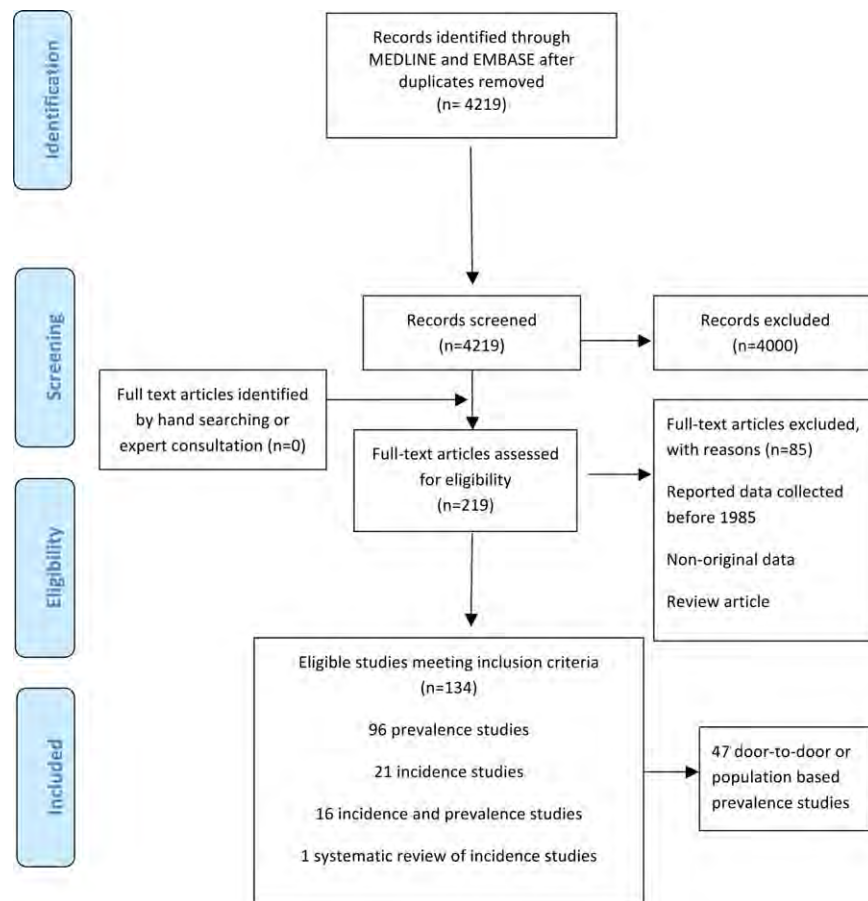 Identification
Records identified through
MEDLINE and EMBASE after
duplicates removed
(n= 4219)
Screening
Records screened
(n=4219)
Records excluded
(n=4000)
Full text articles identified
by hand searching or
expert consultation (n=0)
Full-text articles assessed
for eligibility
(n=219)
Full-text articles excluded,
with reasons (n=85)
Reported data collected
before 1985
Non-original data
Review article
Eligibility
Eligible studies meeting inclusion criteria
(n=134)
96 prevalence studies
21 incidence studies
16 incidence and prevalence studies
1 systematic review of incidence studies
Included
47 door-to-door or
population based
prevalence studies